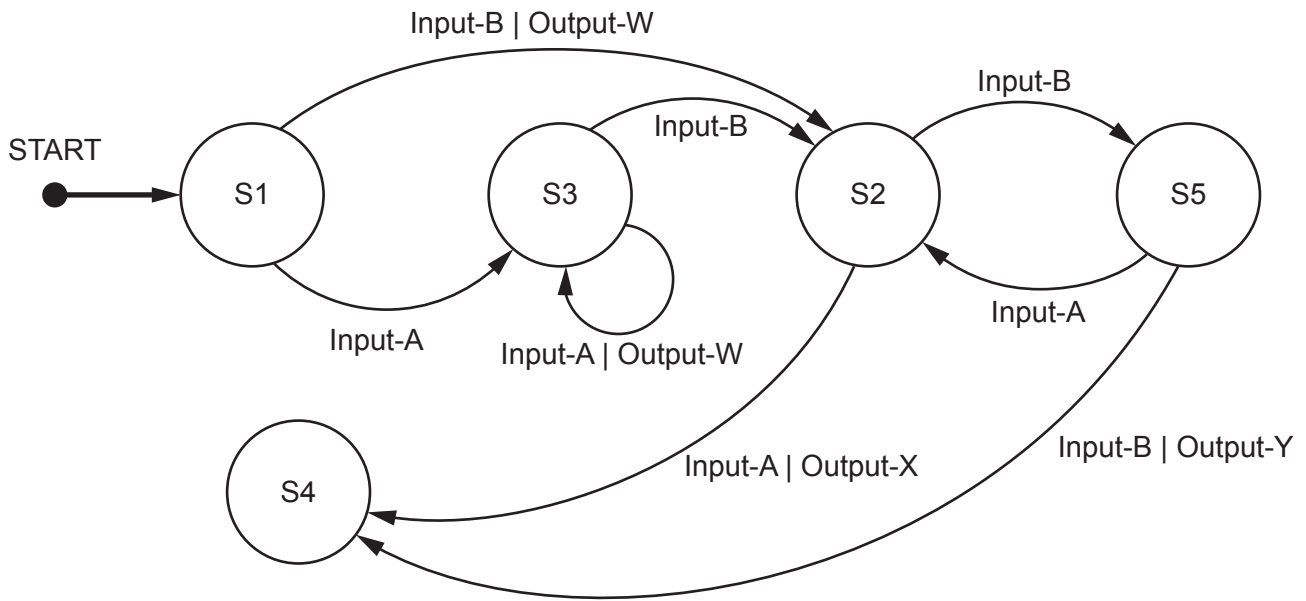 Input-B | Output-W
Input-B
Input-B
START
S1
S3
S2
S5
Input-A
Input-A
Input-A | Output-W
Input-B | Output-Y
Input-A | Output-X
S4